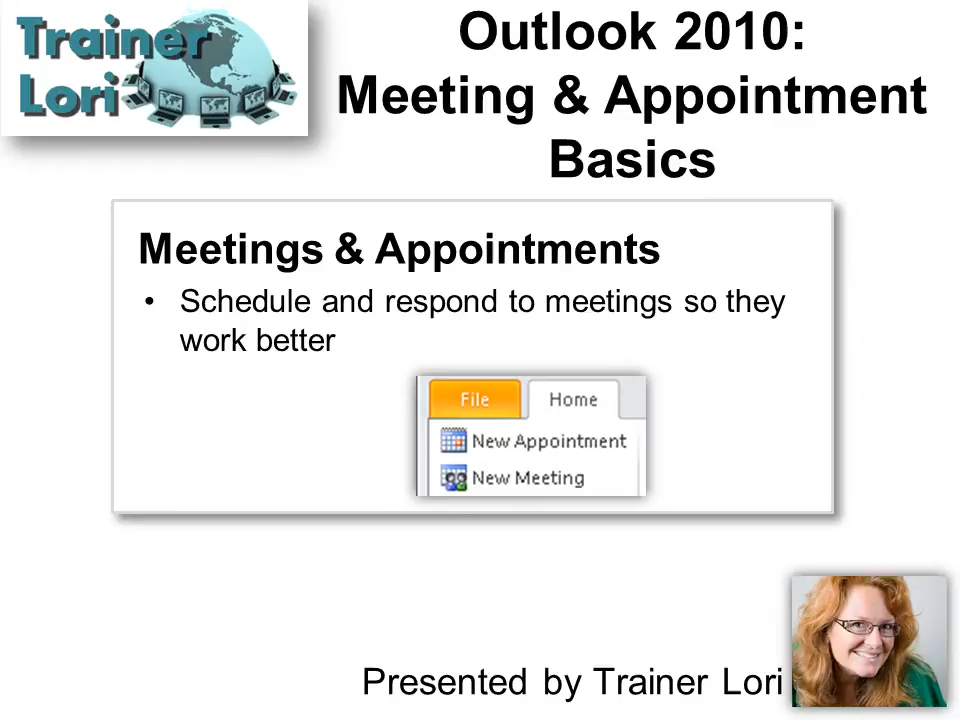 Trainer
Lori
Outlook 2010:
Meeting & Appointment
Basics
Meetings & Appointments
• Schedule and respond to meetings so they
work better
File Home
New Appointment
New Meeting
Presented by Trainer Lori